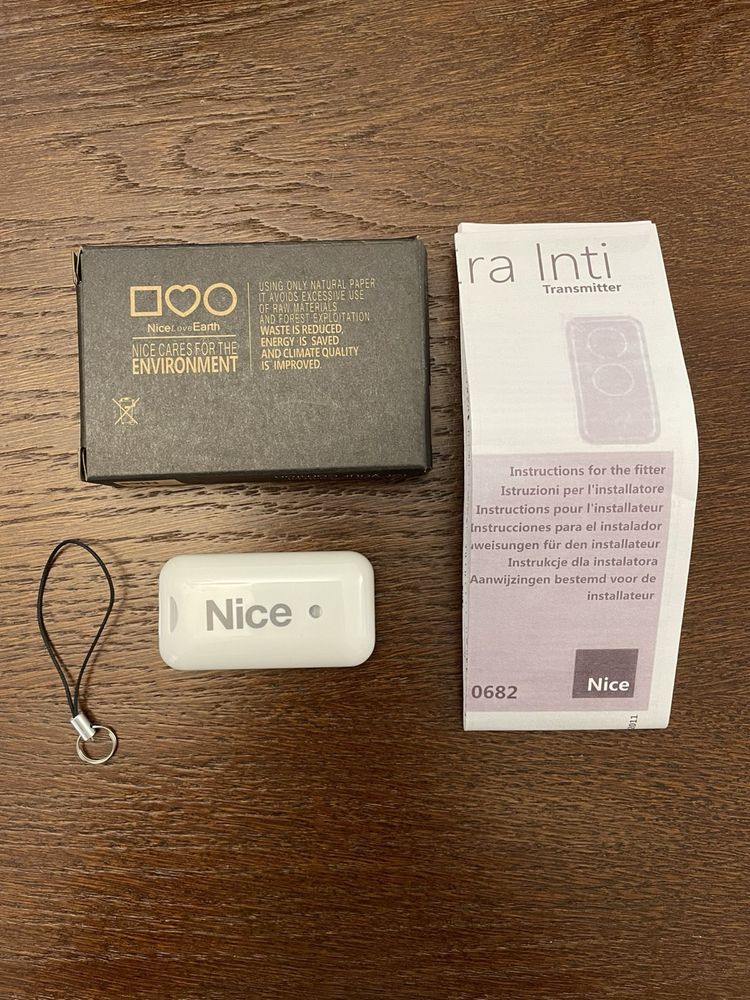 NiceLoveEarth
NICE CARES FOR THE
ENVIRONMENT
USING ONLY NATURAL PAPER
IT AVOIDS EXCESSIVE USE
OF RAW MATERIALS
AND FOREST EXPLOITATION.
WASTE IS REDUCED,
ENERGY IS SAVED
AND CLIMATE QUALITY
IS IMPROVED.
Nice
ra Inti
Transmitter
Instructions for the fitter
Istruzioni per l'installatore
Instructions pour l'installateur
Instrucciones para el instalador
weisungen für den installateur
Instrukcje dla instalatora
Aanwijzingen bestemd voor de
installateur
Nice
0682